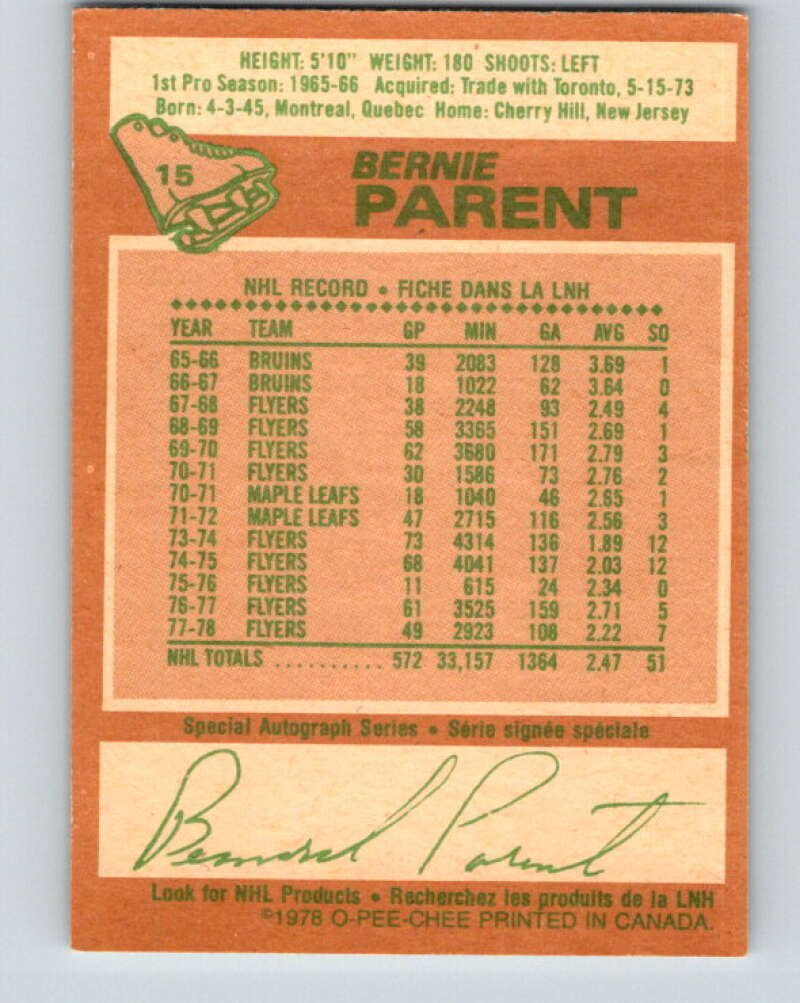 HEIGHT: 5'10" WEIGHT: 180 SHOOTS: LEFT
1st Pro Season: 1965-66 Acquired: Trade with Toronto, 5-15-73
Born: 4-3-45, Montreal, Quebec Home: Cherry Hill, New Jersey
15
BERNIE
PARENT
NHL RECORD • FICHE DANS LA LNH
YEAR TEAM GP MIN GA AVG SO
65-66 BRUINS 39 2083 128 3.69 1
66-67 BRUINS 18 1022 62 3.64 0
67-68 FLYERS 38 2248 93 2.49 4
68-69 FLYERS 58 3365 151 2.69 1
69-70 FLYERS 62 3680 171 2.79 3
70-71 FLYERS 30 1586 73 2.76 2
70-71 MAPLE LEAFS 18 1040 46 2.65 1
71-72 MAPLE LEAFS 47 2715 116 2.56 3
73-74 FLYERS 73 4314 136 1.89 12
74-75 FLYERS 68 4041 137 2.03 12
75-76 FLYERS 11 615 24 2.34 0
76-77 FLYERS 61 3525 159 2.71 5
77-78 FLYERS 49 2923 108 2.22 7
NHL TOTALS .......... 572 33,157 1364 2.47 51
Special Autograph Series • Série signée spéciale
Bernard Parent
Look for NHL Products • Recherchez les produits de la LNH
©1978 O-PEE-CHEE PRINTED IN CANADA.